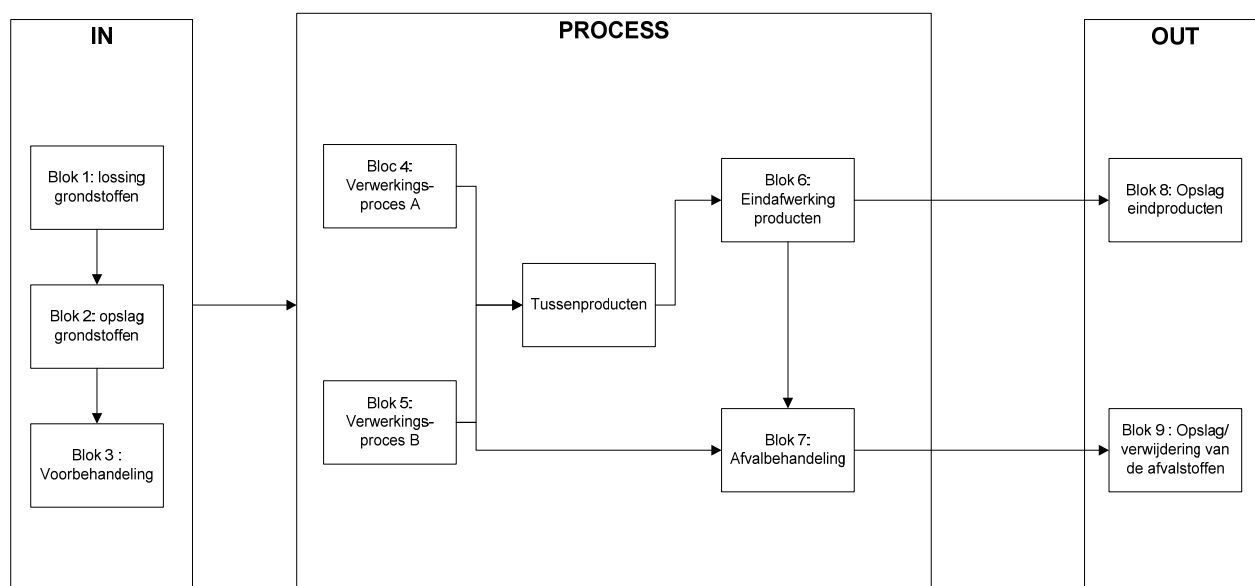 IN
Blok 1: lossing
grondstoffen
Blok 2: opslag
grondstoffen
Blok 3 :
Voorbehandeling
PROCESS
Bloc 4:
Verwerkings-
proces A
Blok 5:
Verwerkings-
proces B
Tussenproducten
Blok 6:
Eindafwerking
producten
Blok 7:
Afvalbehandeling
OUT
Blok 8: Opslag
eindproducten
Blok 9 : Opslag/
verwijdering van
de afvalstoffen